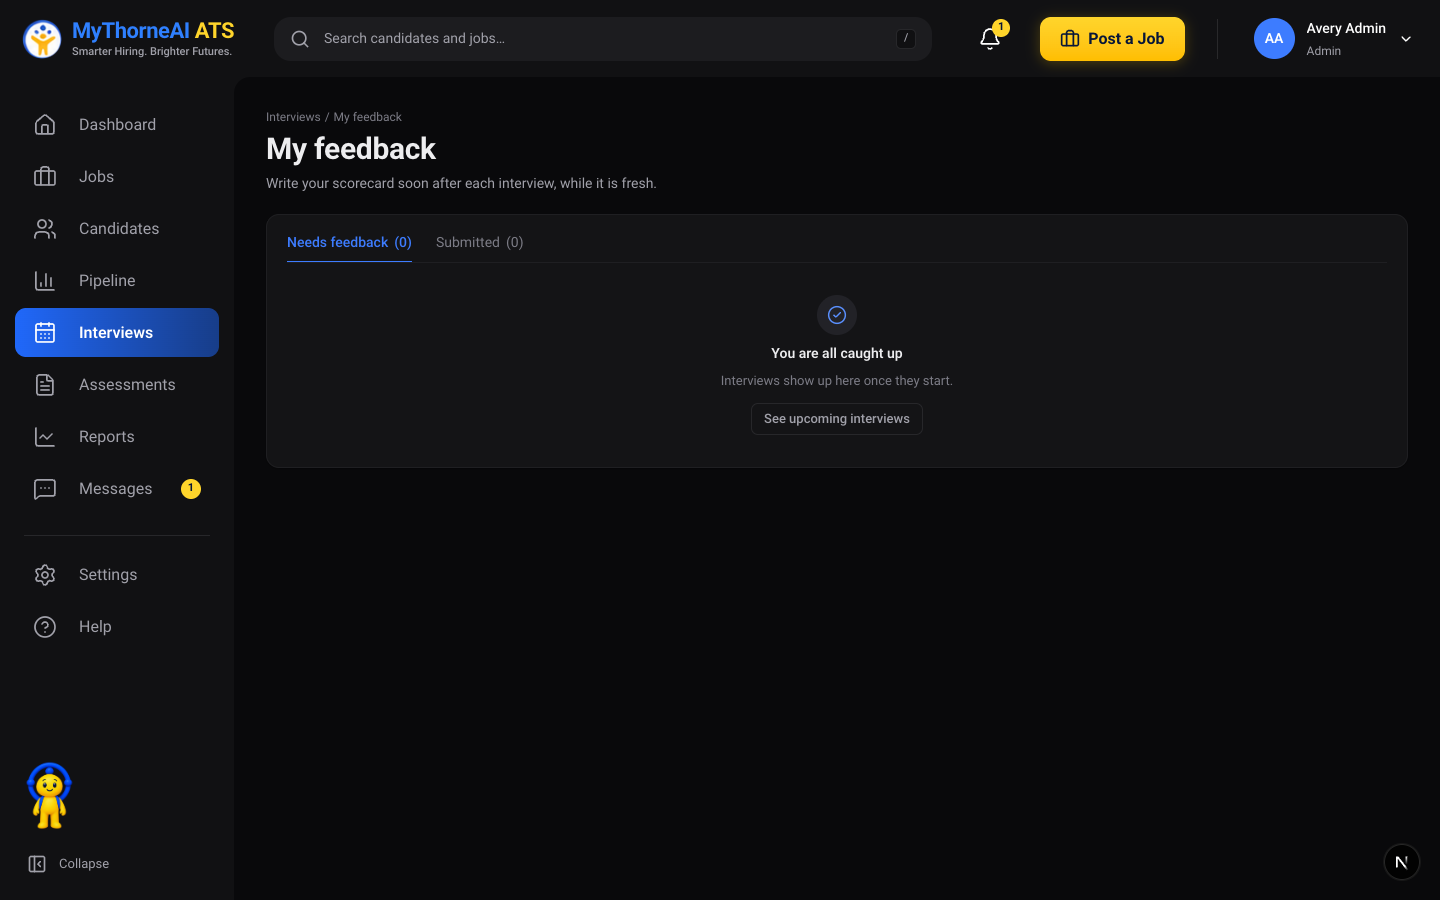 MyThorneAI ATS
Smarter Hiring. Brighter Futures.
Search candidates and jobs...
/
1
Post a Job
AA
Avery Admin
Admin
Dashboard
Jobs
Candidates
Pipeline
Interviews
Assessments
Reports
Messages
1
Settings
Help
Collapse
Interviews / My feedback
My feedback
Write your scorecard soon after each interview, while it is fresh.
Needs feedback (0)
Submitted (0)
You are all caught up
Interviews show up here once they start.
See upcoming interviews
N